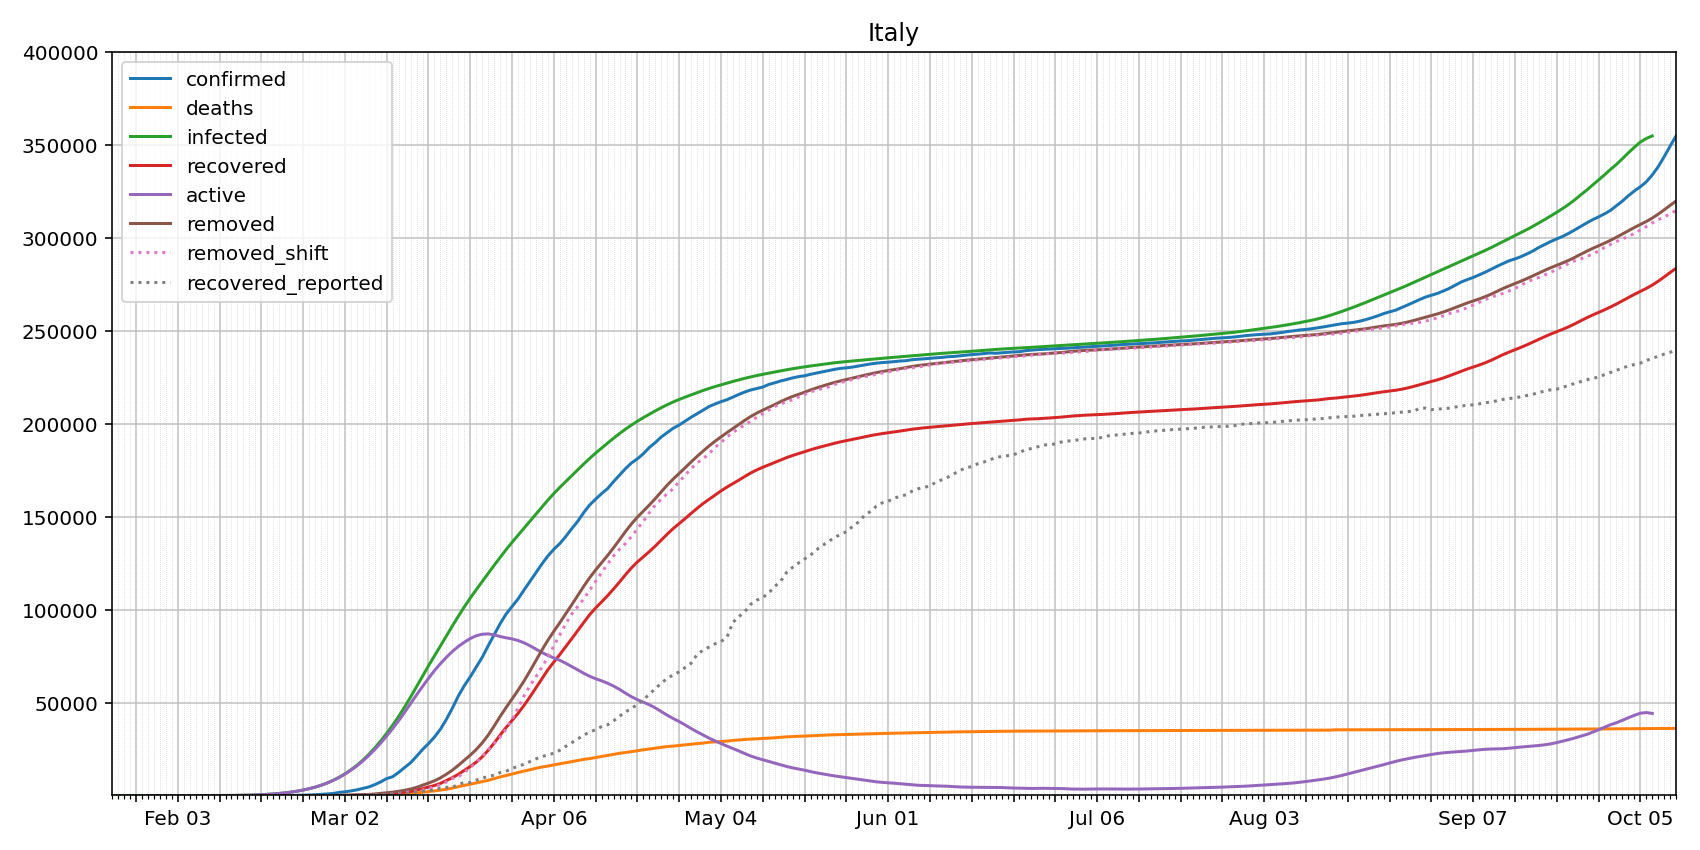 Italy
400000
350000
300000
250000
200000
150000
100000
50000
confirmed
deaths
infected
recovered
active
removed
removed_shift
recovered_reported
Feb 03 Mar 02 Apr 06 May 04 Jun 01 Jul 06 Aug 03 Sep 07 Oct 05